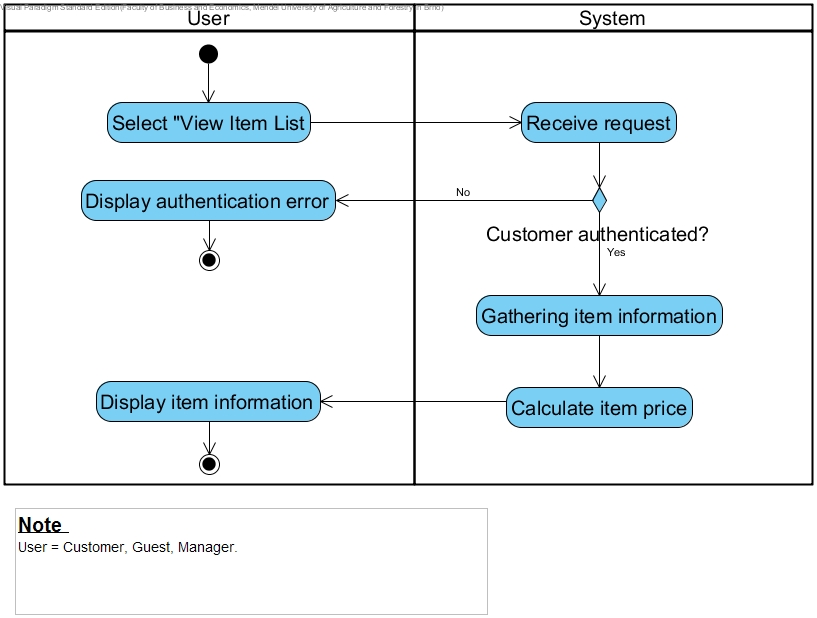 Visual Paradigm Standard Edition(Faculty of Business and Economics, Mendel University of Agriculture and Forestry in Brno)
User
System
Select "View Item List
Receive request
Display authentication error
No
Customer authenticated?
Yes
Gathering item information
Display item information
Calculate item price
Note
User = Customer, Guest, Manager.